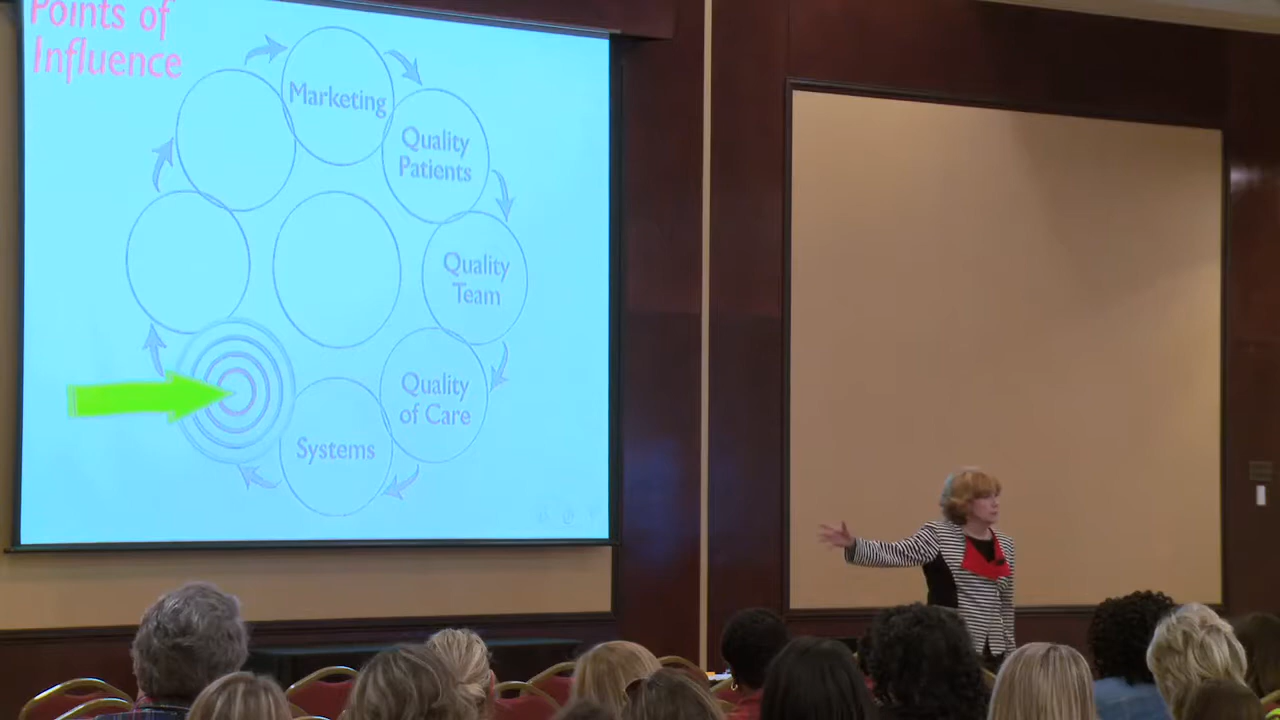 Points of
Influence
Marketing
Quality
Patients
Quality
Team
Quality
of Care
Systems